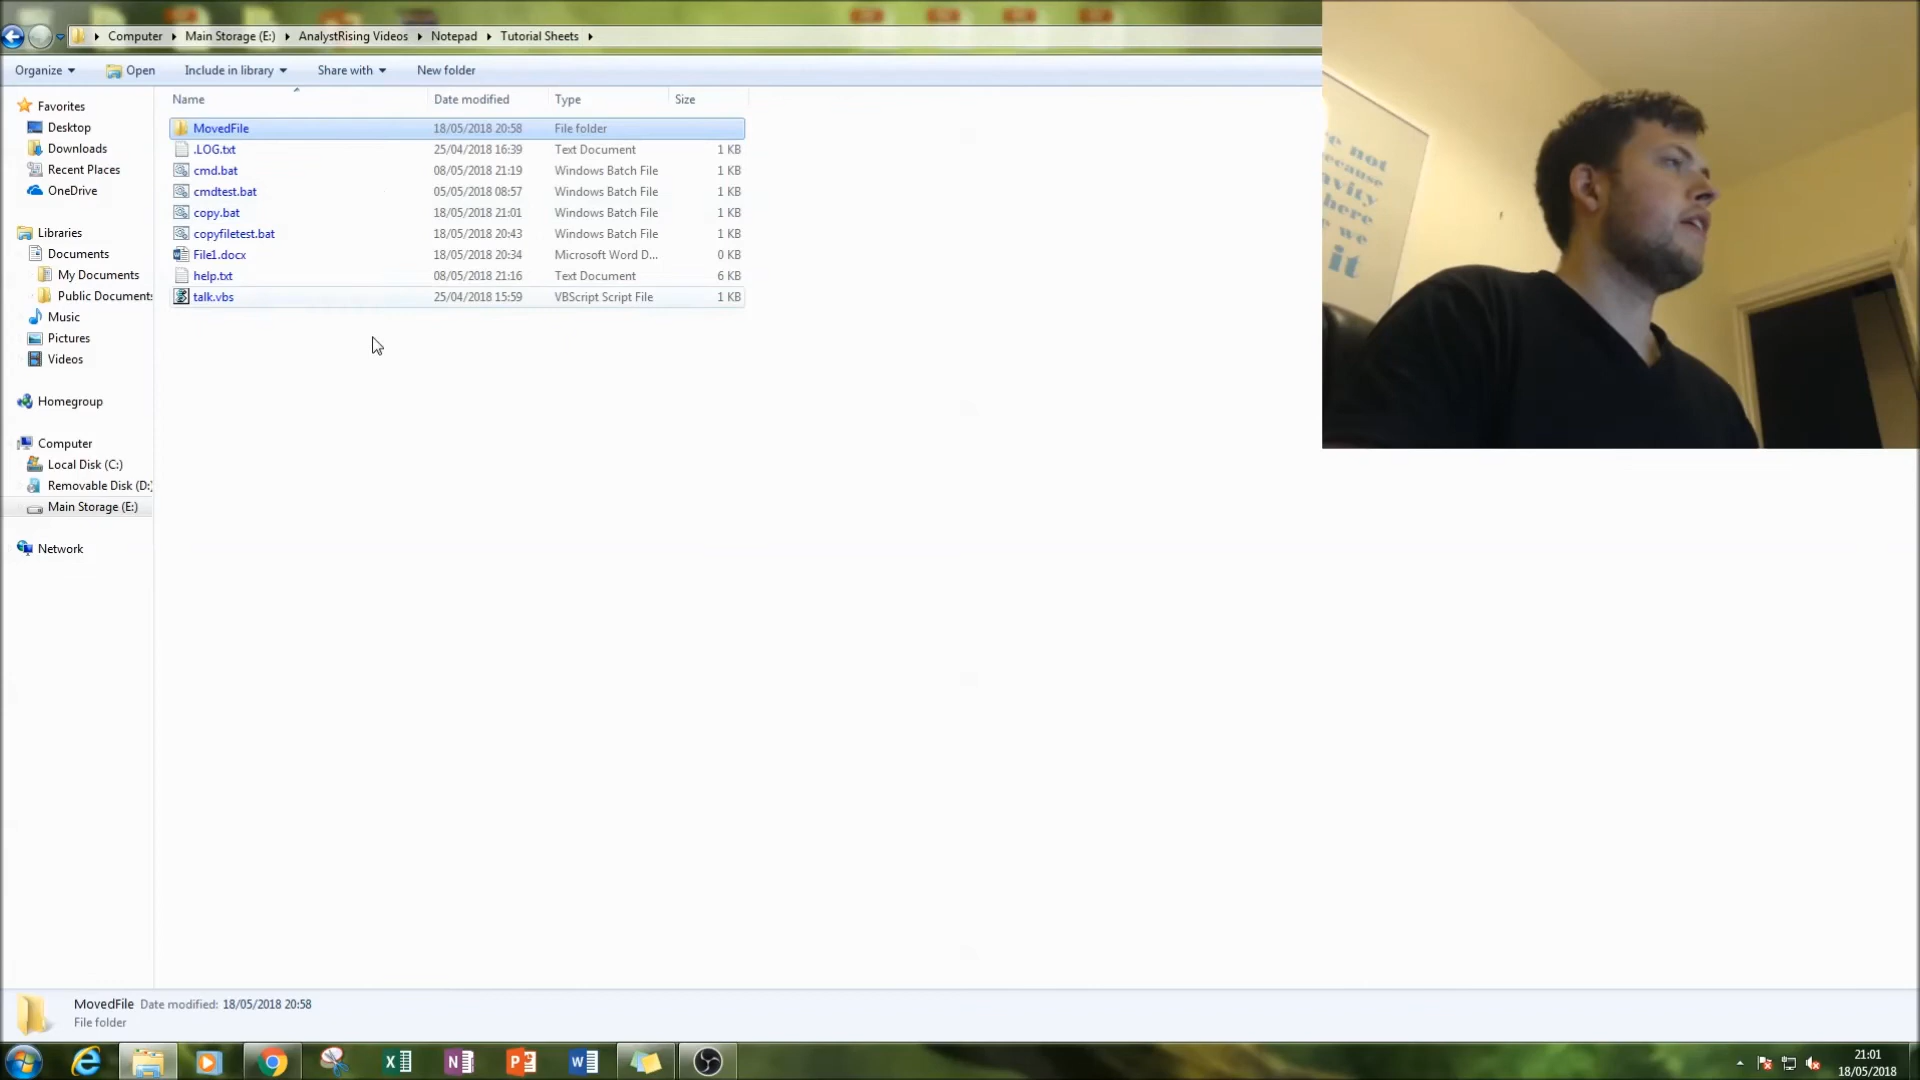 Computer Main Storage (E:) AnalystRising Videos Notepad Tutorial Sheets
Organize Open Include in library Share with New folder
Name Date modified Type Size
MovedFile 18/05/2018 20:58 File folder
.LOG.txt 25/04/2018 16:39 Text Document 1 KB
cmd.bat 08/05/2018 21:19 Windows Batch File 1 KB
cmdtest.bat 05/05/2018 08:57 Windows Batch File 1 KB
copy.bat 18/05/2018 21:01 Windows Batch File 1 KB
copyfiletest.bat 18/05/2018 20:43 Windows Batch File 1 KB
File1.docx 18/05/2018 20:34 Microsoft Word D... 0 KB
help.txt 08/05/2018 21:16 Text Document 6 KB
talk.vbs 25/04/2018 15:59 VBScript Script File 1 KB
Favorites
Desktop
Downloads
Recent Places
OneDrive
Libraries
Documents
My Documents
Public Documents
Music
Pictures
Videos
Homegroup
Computer
Local Disk (C:)
Removable Disk (D:)
Main Storage (E:)
Network
not
we
it
MovedFile Date modified: 18/05/2018 20:58
File folder
21:01
18/05/2018